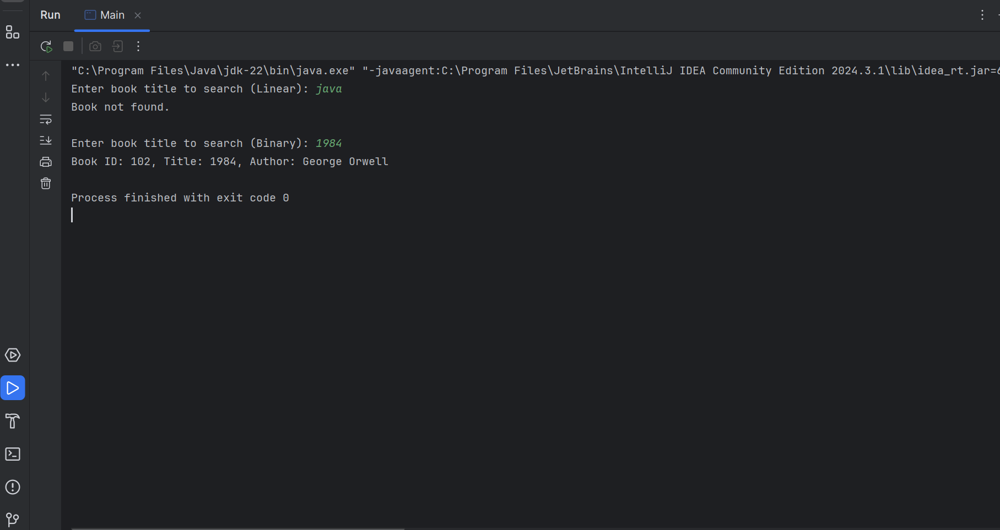 Run Main
"C:\Program Files\Java\jdk-22\bin\java.exe" "-javaagent:C:\Program Files\JetBrains\IntelliJ IDEA Community Edition 2024.3.1\lib\idea_rt.jar=
Enter book title to search (Linear): java
Book not found.
Enter book title to search (Binary): 1984
Book ID: 102, Title: 1984, Author: George Orwell
Process finished with exit code 0